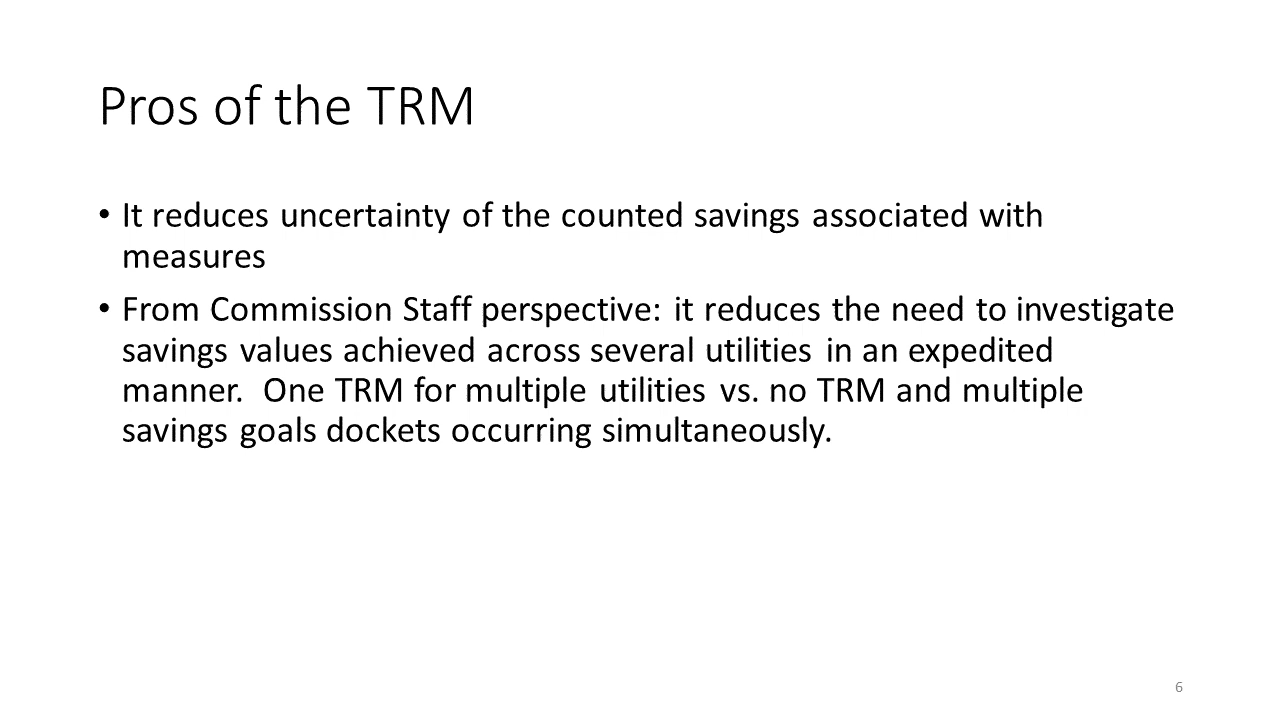 Pros of the TRM
• It reduces uncertainty of the counted savings associated with
measures
• From Commission Staff perspective: it reduces the need to investigate
savings values achieved across several utilities in an expedited
manner.  One TRM for multiple utilities vs. no TRM and multiple
savings goals dockets occurring simultaneously.
6